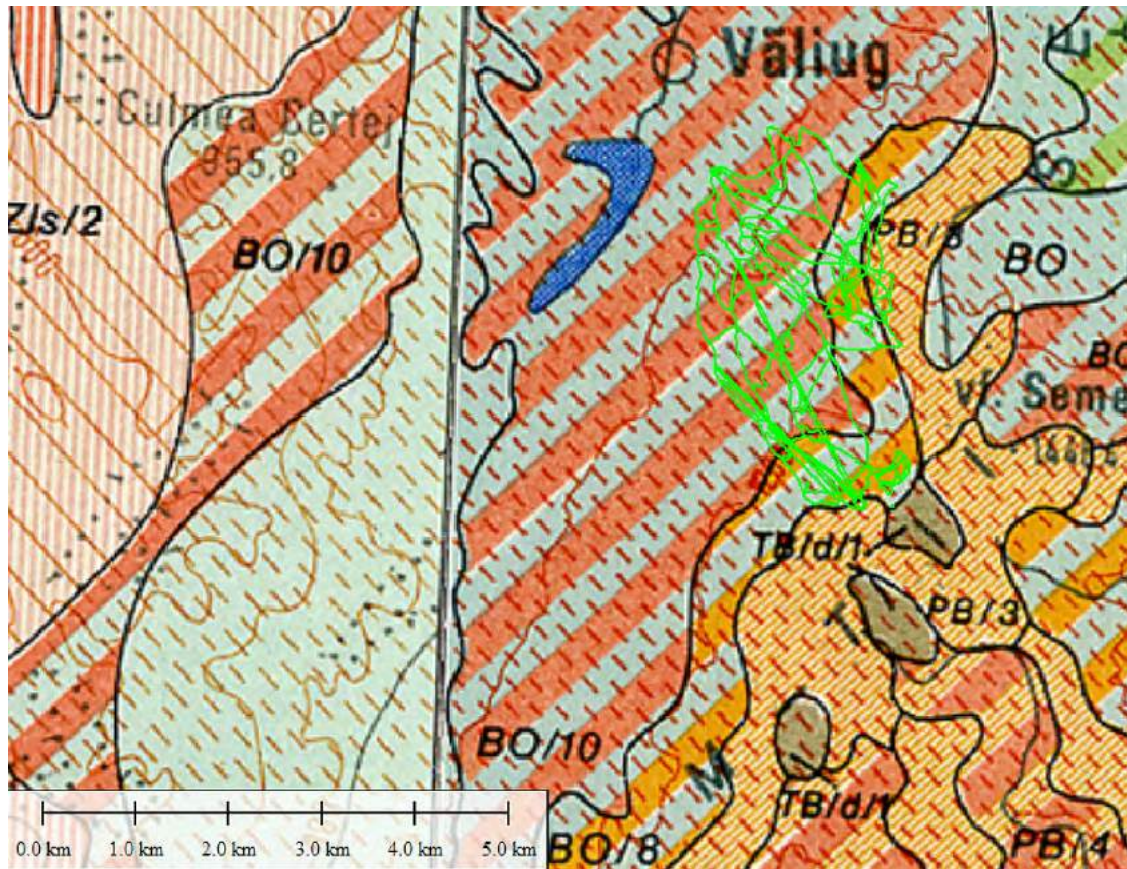 Văliug
Culmea Certej
955,8
ZJs/2
BO/10
PB/3
BO
BO
vf. Seme
1446
TB/d/1
PB/3
T
BO/10
M
TB/d/1
BO/8
PB/4
0.0 km 1.0 km 2.0 km 3.0 km 4.0 km 5.0 km